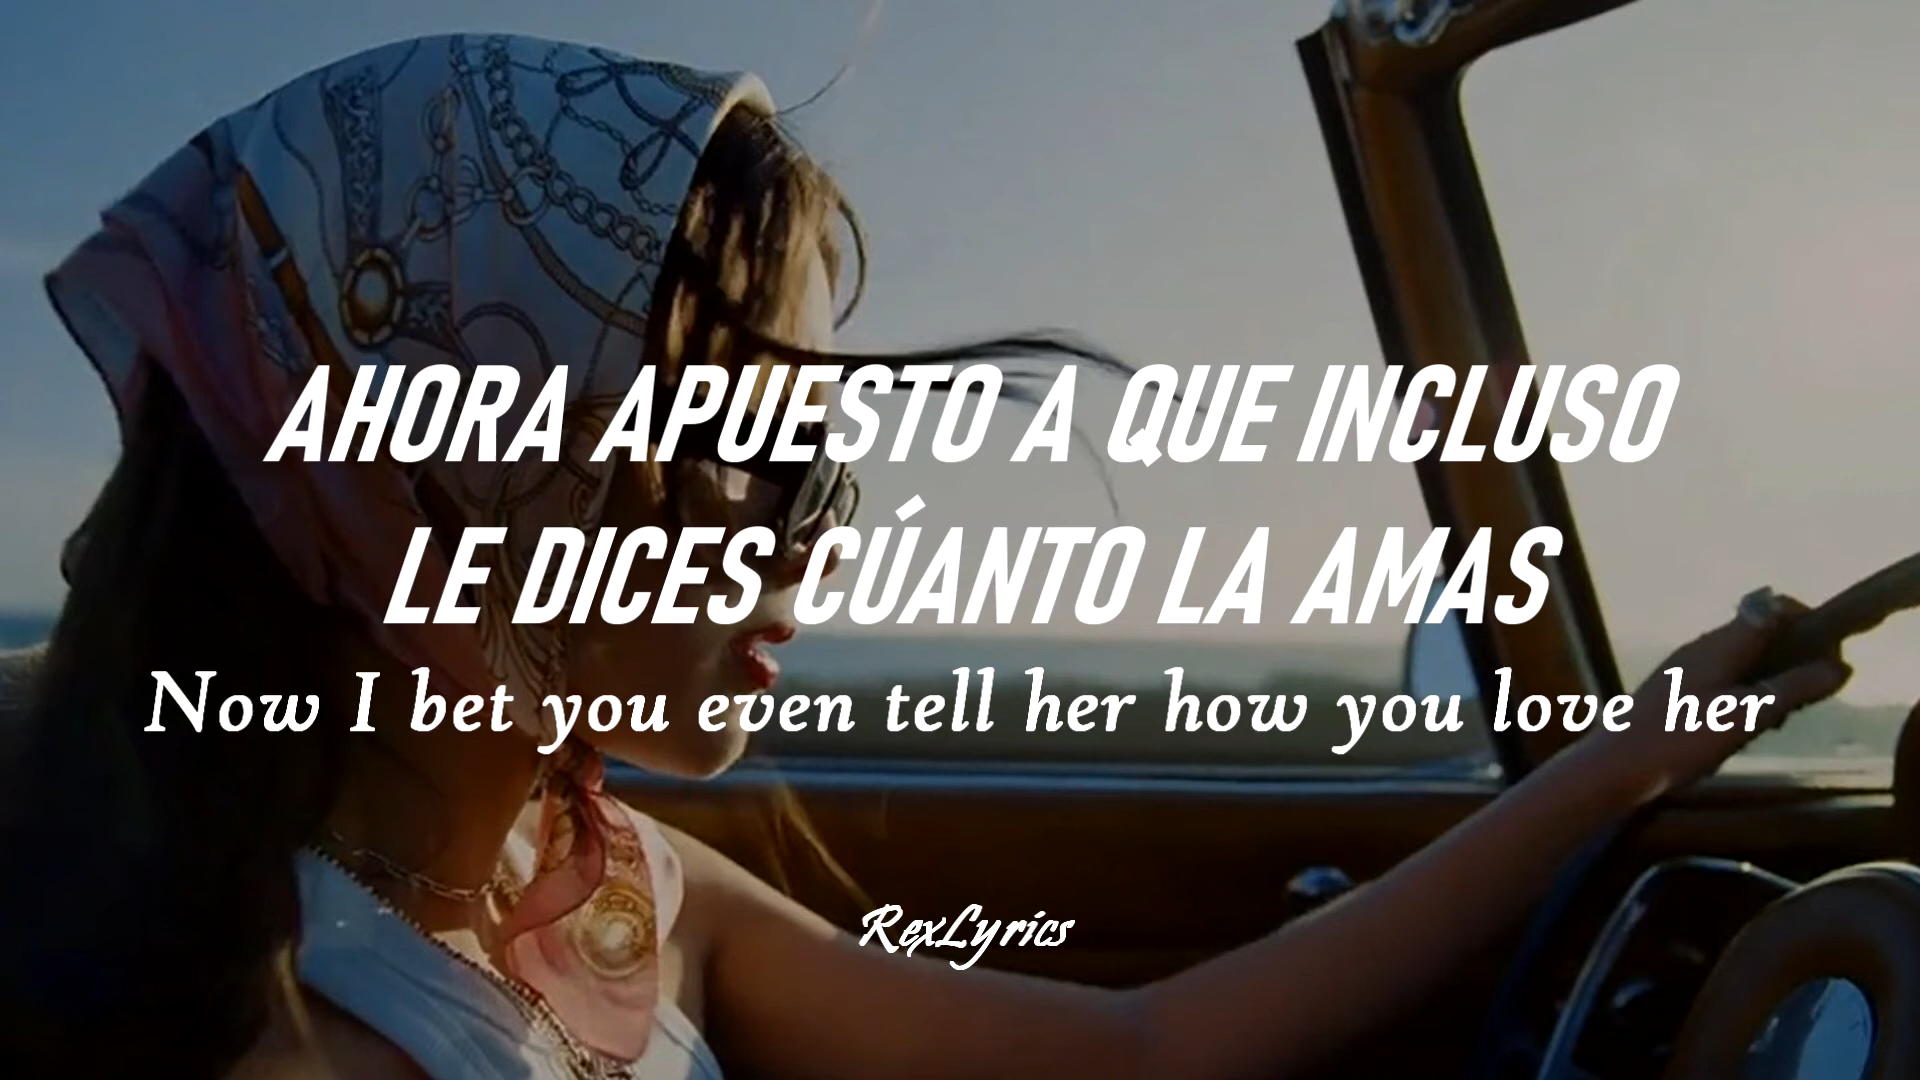 AHORA APUESTO A QUE INCLUSO
LE DICES CÚANTO LA AMAS
Now I bet you even tell her how you love her
RexLyrics